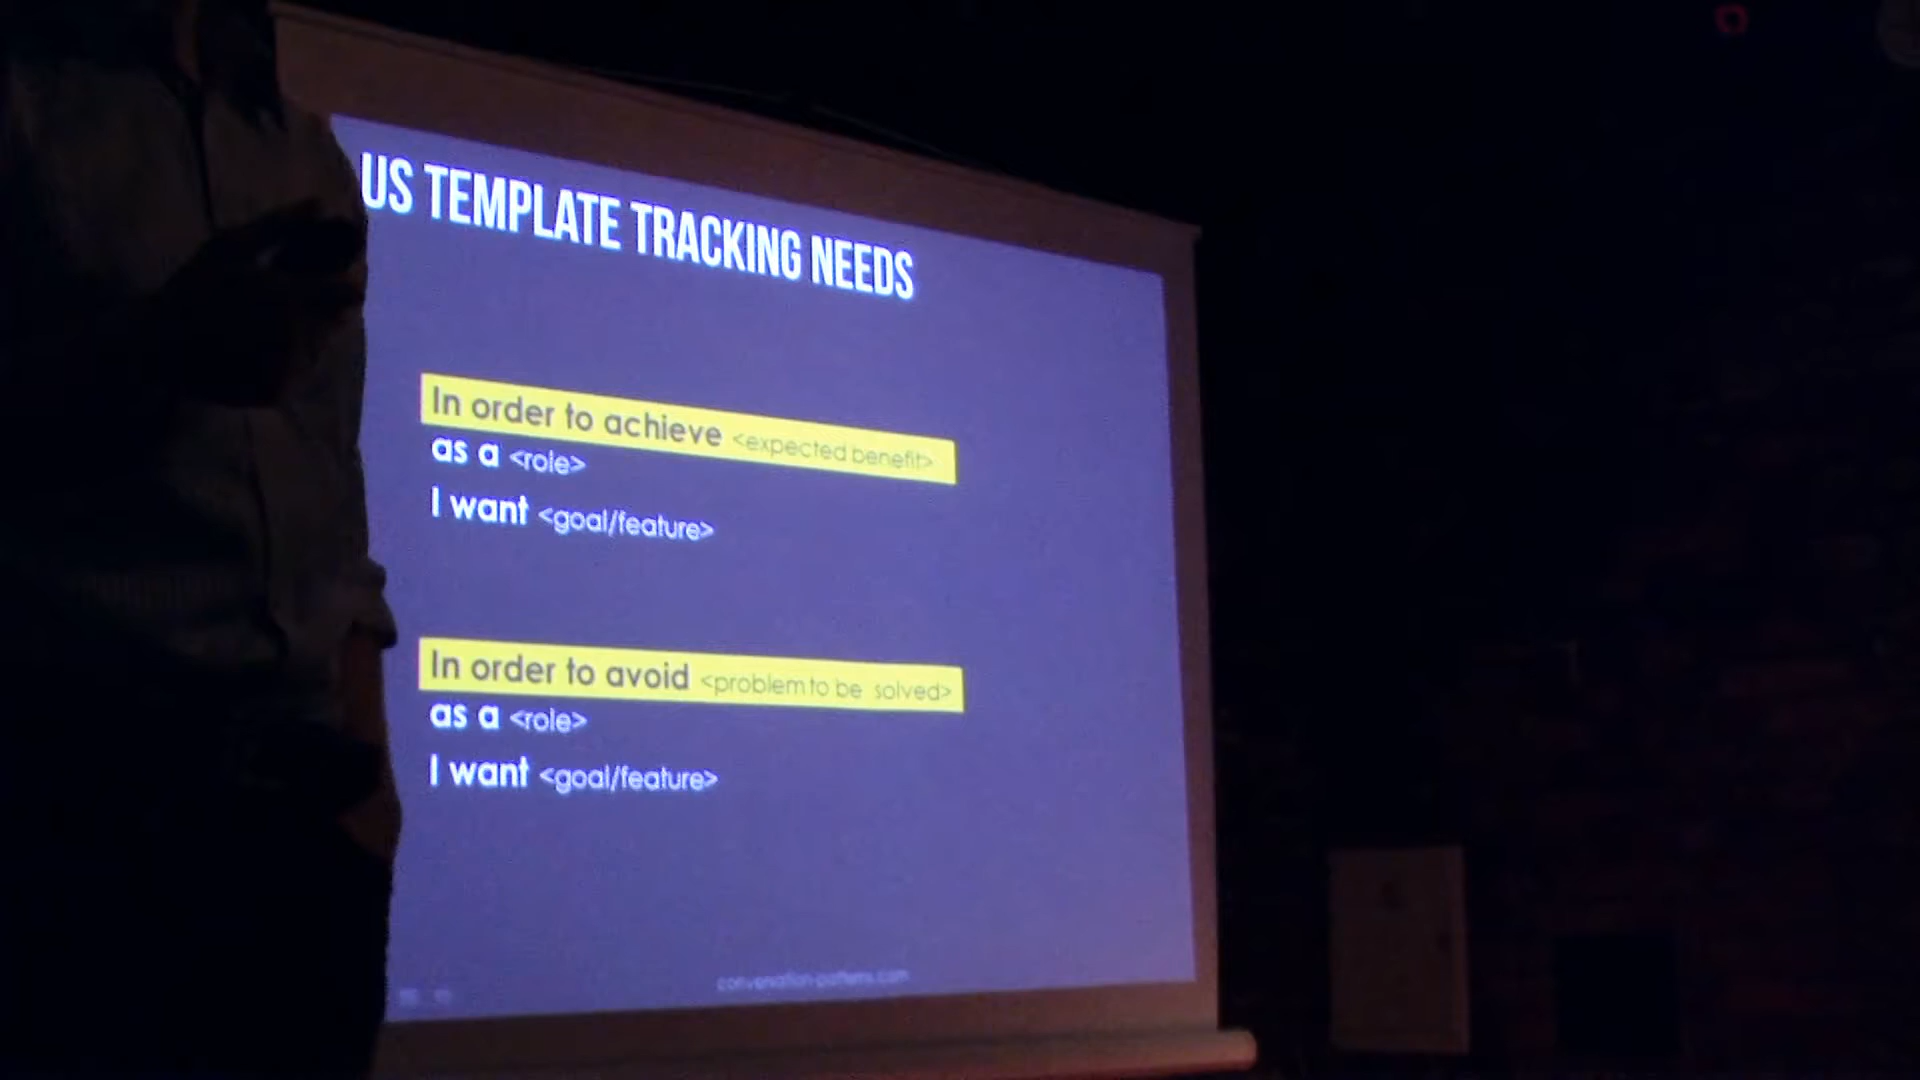 US TEMPLATE TRACKING NEEDS
In order to achieve <expected benefit>
as a <role>
I want <goal/feature>
In order to avoid <problem to be solved>
as a <role>
I want <goal/feature>